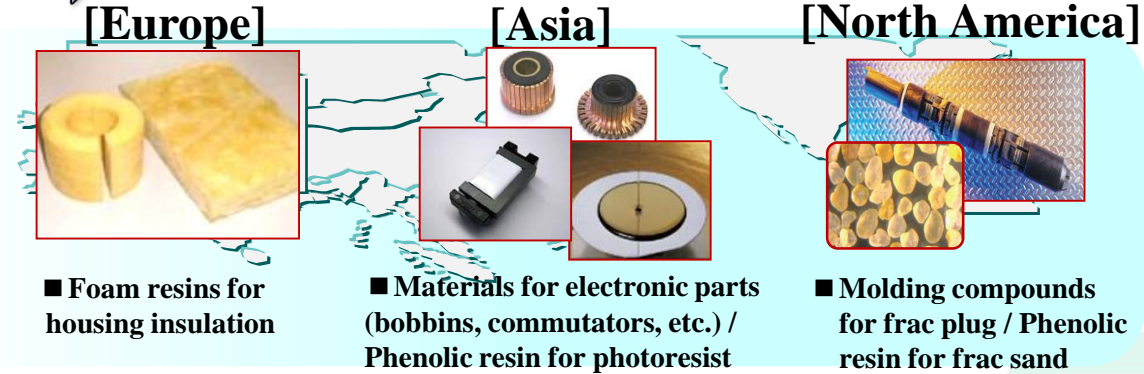 [Europe]
[Asia]
[North America]
■ Foam resins for
housing insulation
■ Materials for electronic parts
(bobbins, commutators, etc.) /
Phenolic resin for photoresist
■ Molding compounds
for frac plug / Phenolic
resin for frac sand